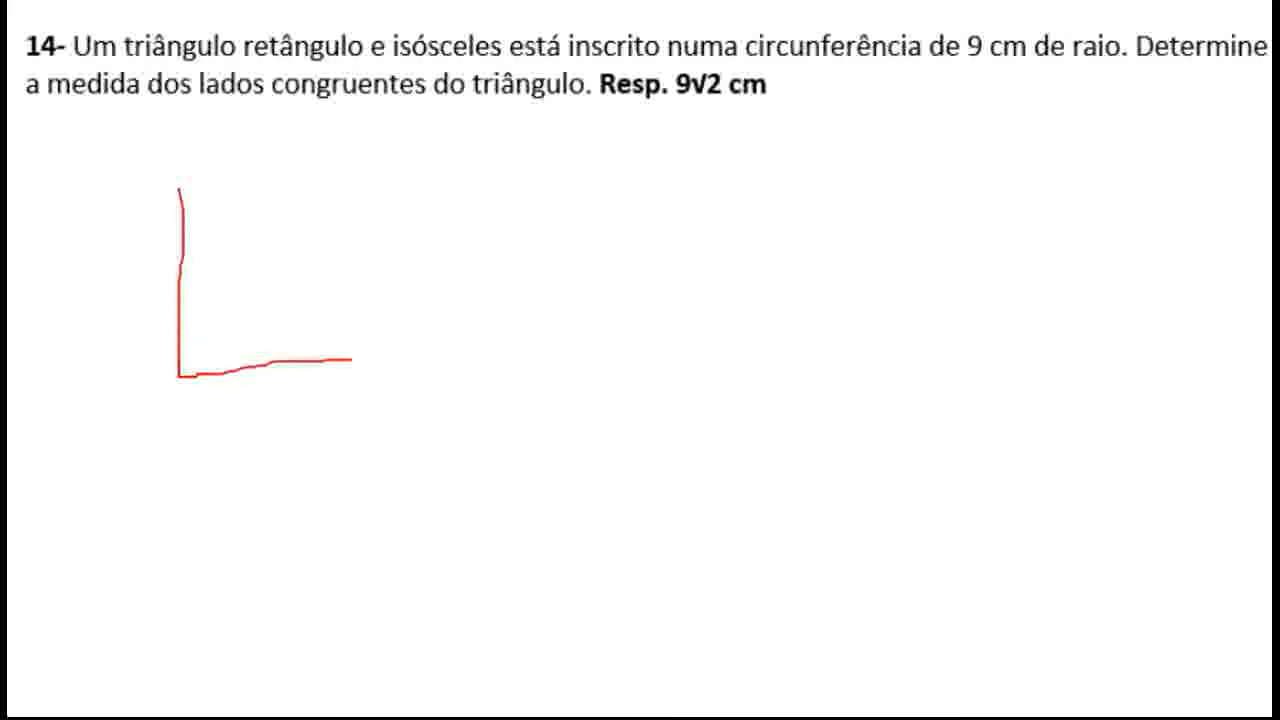 14- Um triângulo retângulo e isósceles está inscrito numa circunferência de 9 cm de raio. Determine
a medida dos lados congruentes do triângulo. Resp. 9√2 cm